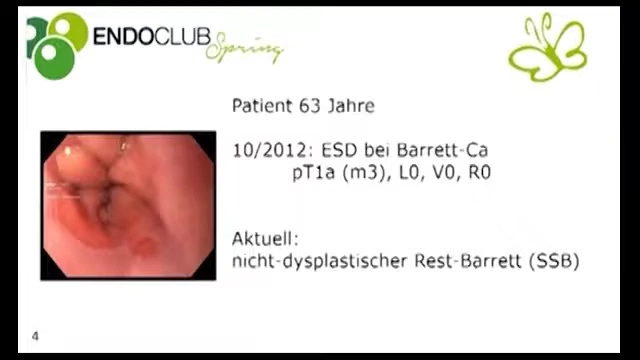 ENDOCLUB
Spring
Patient 63 Jahre
10/2012: ESD bei Barrett-Ca
pT1a (m3), L0, V0, R0
Aktuell:
nicht-dysplastischer Rest-Barrett (SSB)
4